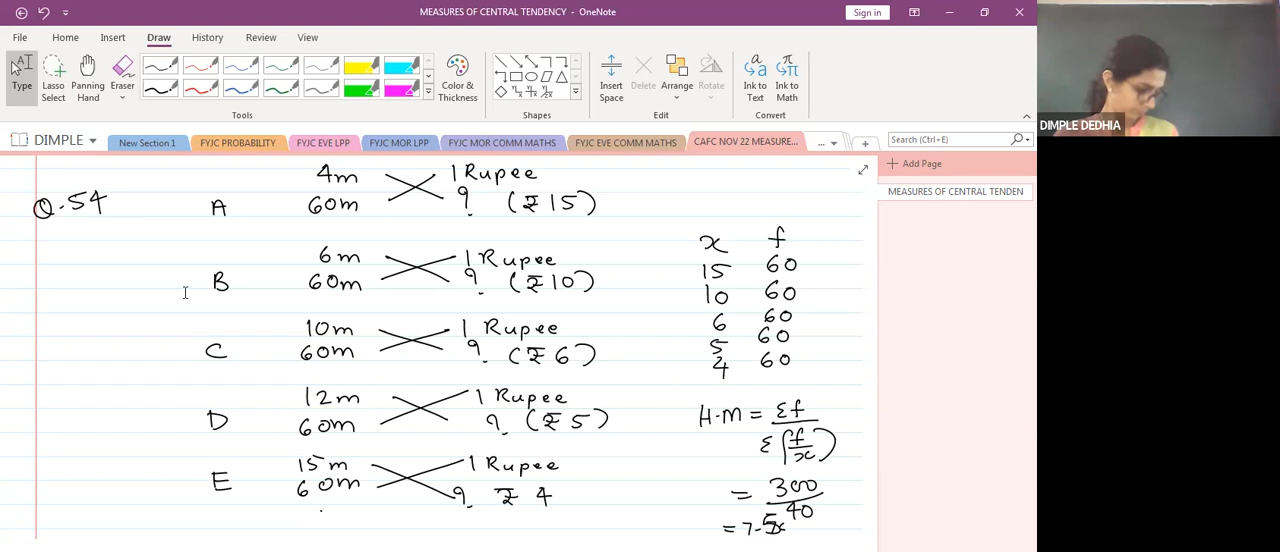 MEASURES OF CENTRAL TENDENCY - OneNote
Sign in
File Home Insert Draw History Review View
Type
Lasso Select
Panning Hand
Eraser
Color & Thickness
Insert Space
Delete
Arrange
Rotate
Ink to Text
Ink to Math
Tools
Shapes
Edit
Convert
DIMPLE DEDHIA
DIMPLE
New Section 1
FYJC PROBABILITY
FYJC EVE LPP
FYJC MOR LPP
FYJC MOR COMM MATHS
FYJC EVE COMM MATHS
CAFC NOV 22 MEASURE...
Search (Ctrl+E)
Add Page
MEASURES OF CENTRAL TENDEN
Q.54
4m 1 Rupee
A 60m ? (₹15)
6m 1 Rupee
B 60m ? (₹10)
10m 1 Rupee
C 60m ? (₹6)
12m 1 Rupee
D 60m ? (₹5)
15m 1 Rupee
E 60m ? ₹4
x f
15 60
10 60
6 60
5 60
4 60
H.M = Σf
Σ(f/x)
= 300
40